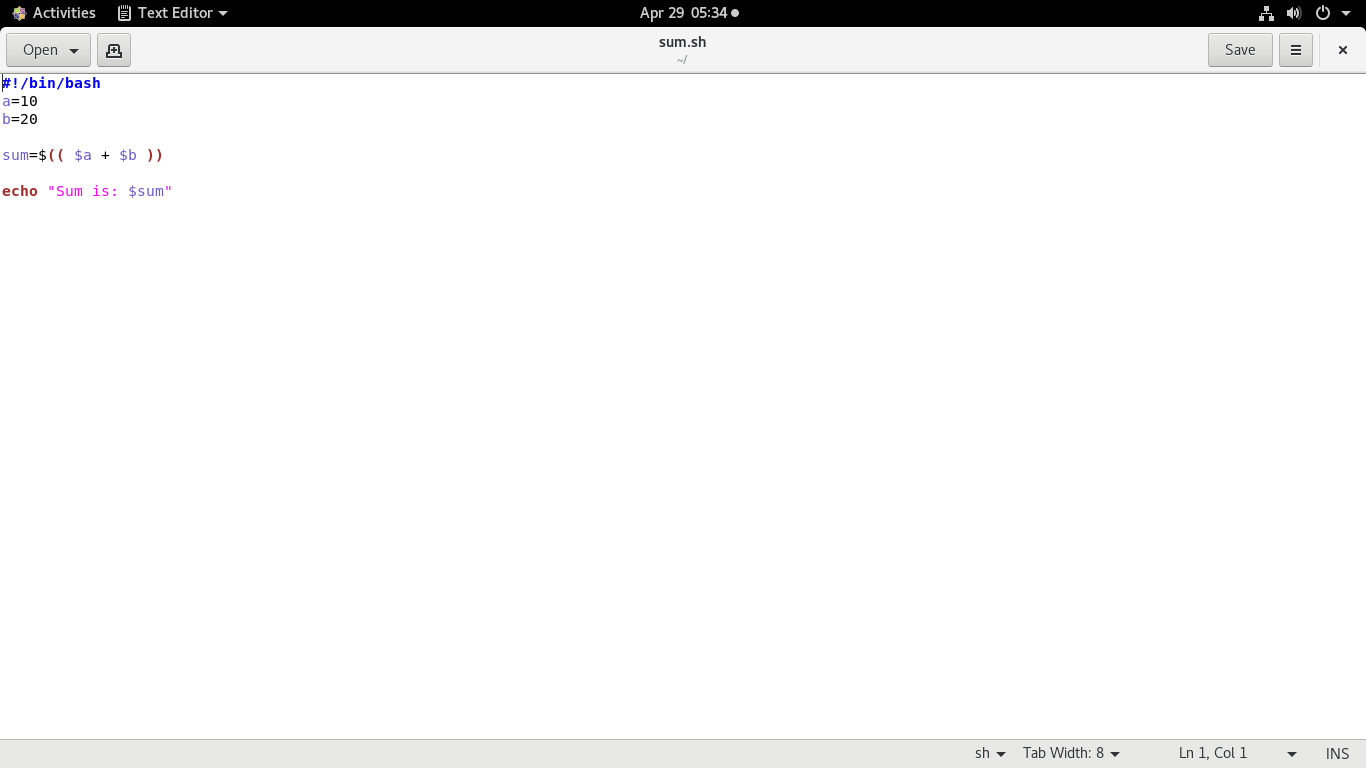 Activities Text Editor Apr 29 05:34
Open sum.sh Save
~/
#!/bin/bash
a=10
b=20
sum=$(( $a + $b ))
echo "Sum is: $sum"
sh Tab Width: 8 Ln 1, Col 1 INS